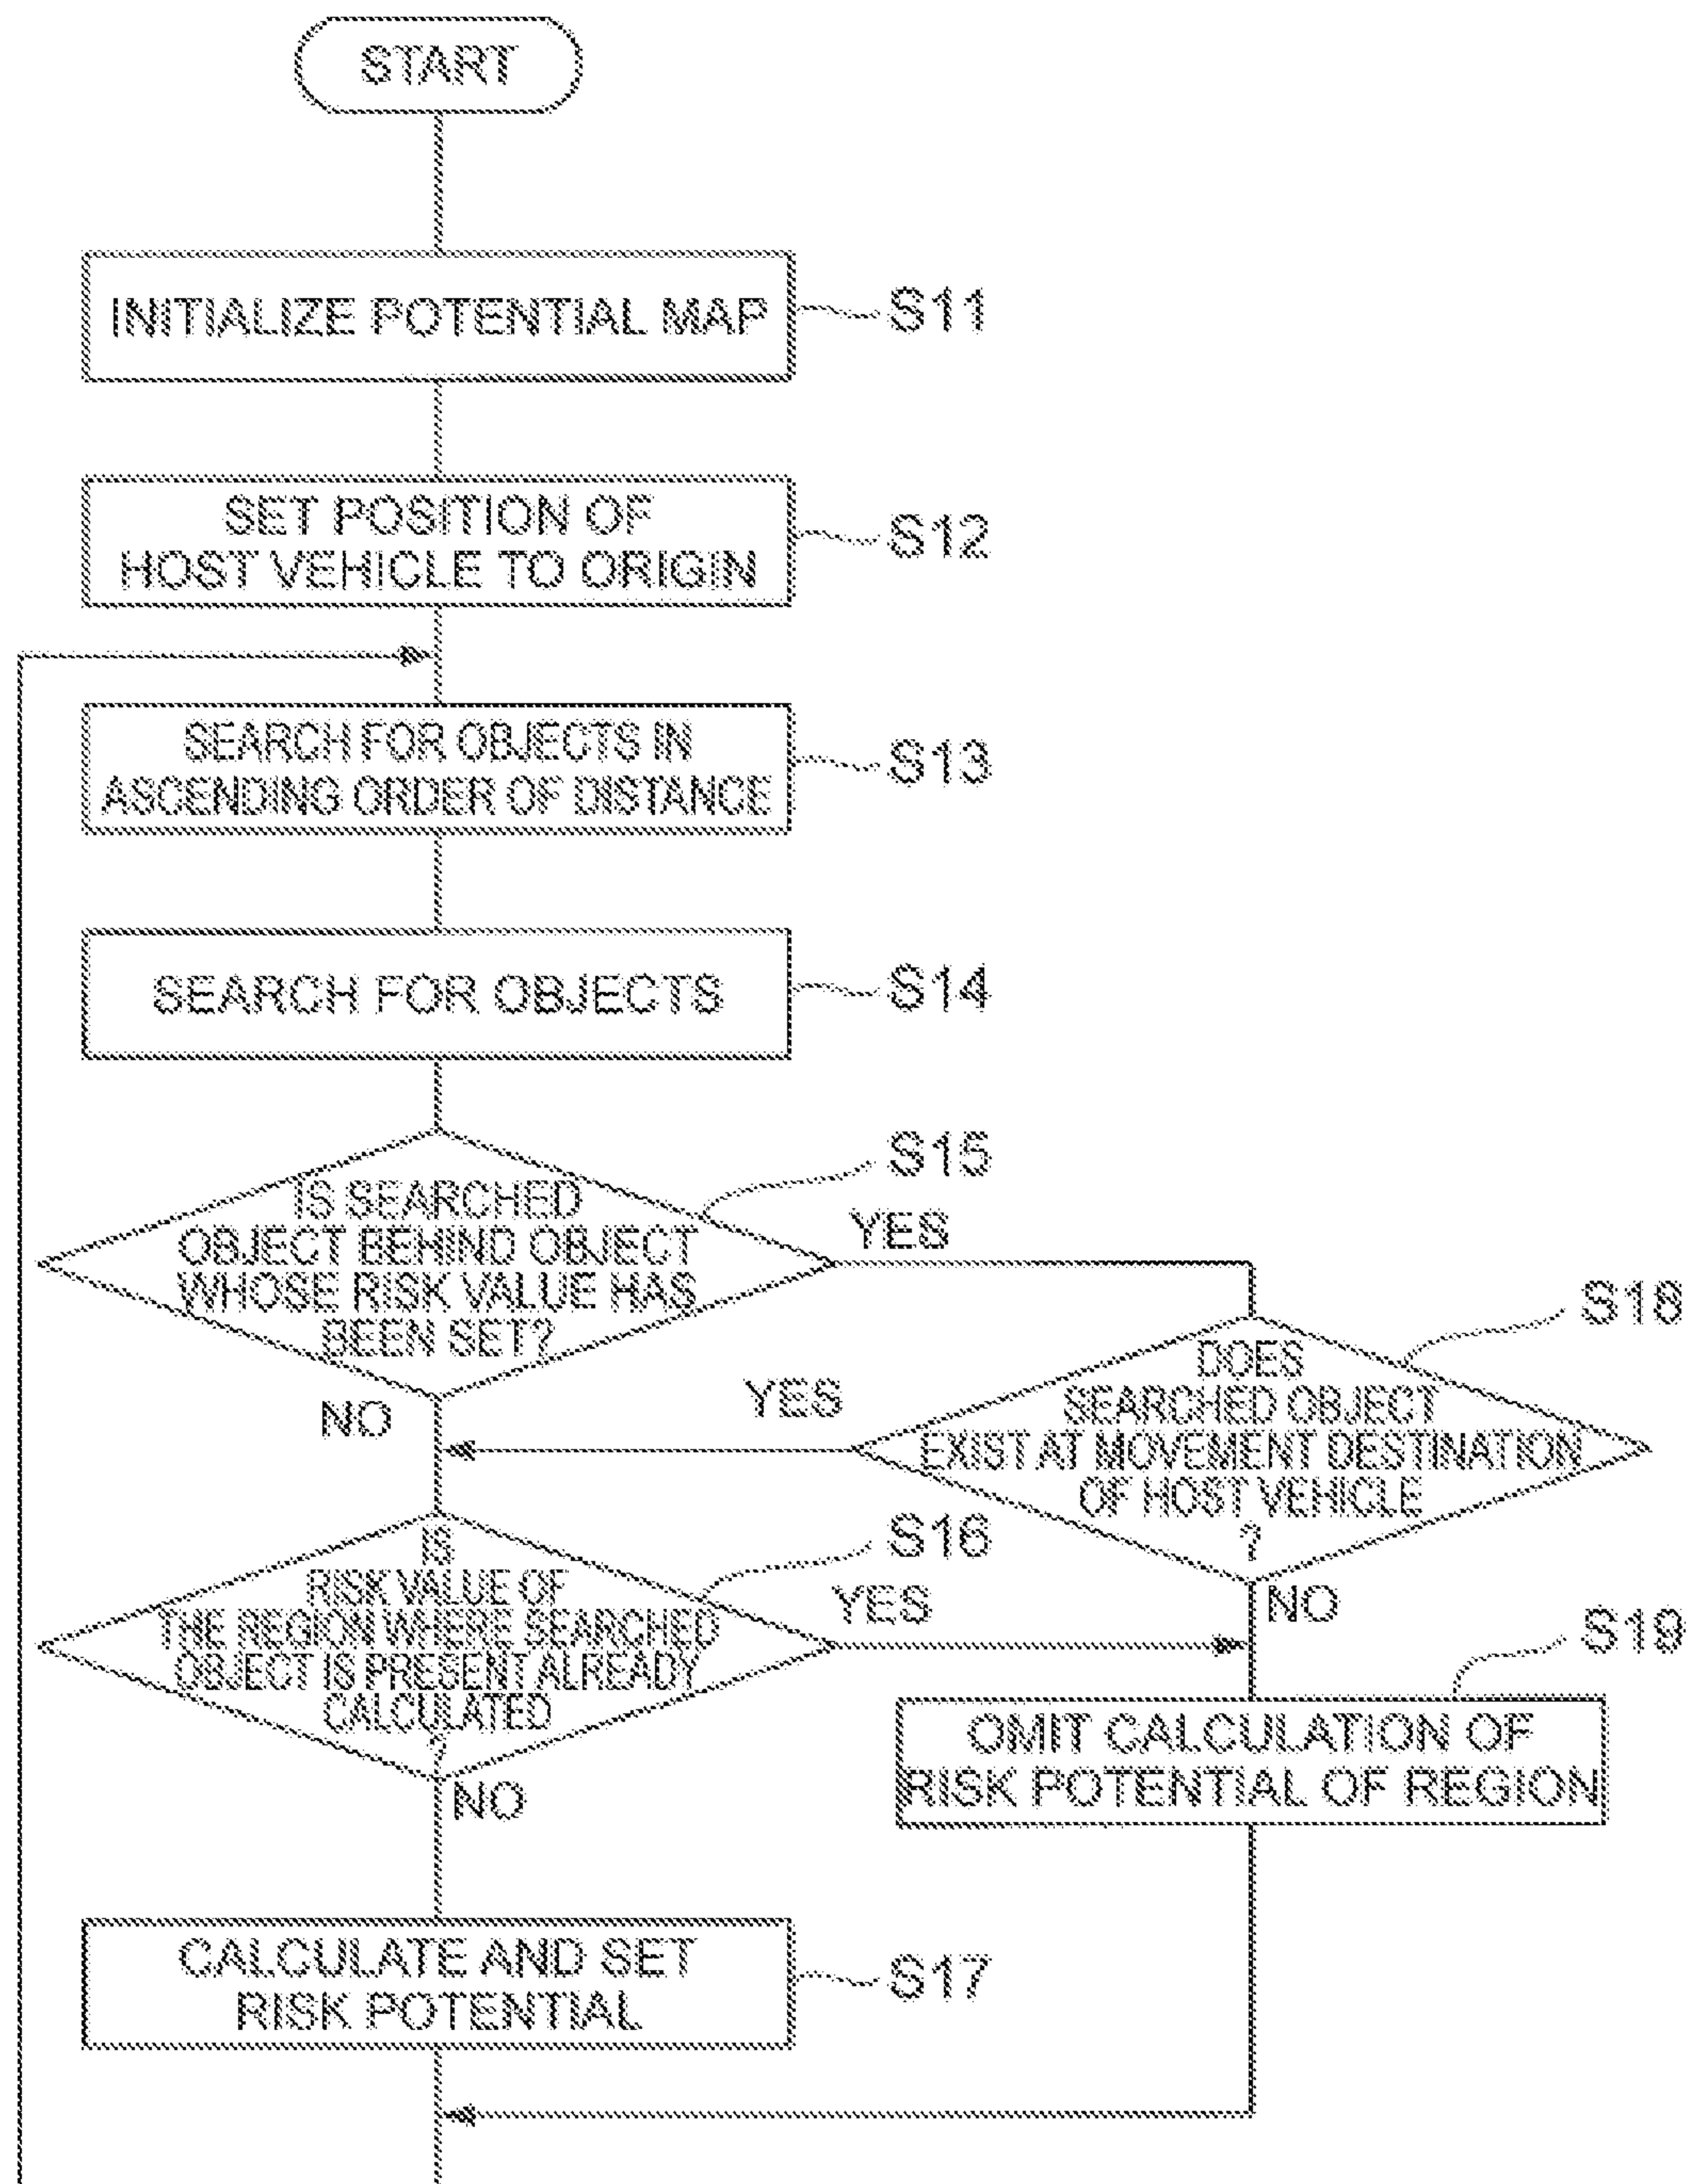 START
INITIALIZE POTENTIAL MAP
S11
SET POSITION OF
HOST VEHICLE TO ORIGIN
S12
SEARCH FOR OBJECTS IN
ASCENDING ORDER OF DISTANCE
S13
SEARCH FOR OBJECTS
S14
IS SEARCHED
OBJECT BEHIND OBJECT
WHOSE RISK VALUE HAS
BEEN SET?
S15
YES
NO
DOES
SEARCHED OBJECT
EXIST AT MOVEMENT DESTINATION
OF HOST VEHICLE
?
S18
YES
NO
IS
RISK VALUE OF
THE REGION WHERE SEARCHED
OBJECT IS PRESENT ALREADY
CALCULATED
?
S16
YES
NO
OMIT CALCULATION OF
RISK POTENTIAL OF REGION
S19
CALCULATE AND SET
RISK POTENTIAL
S17